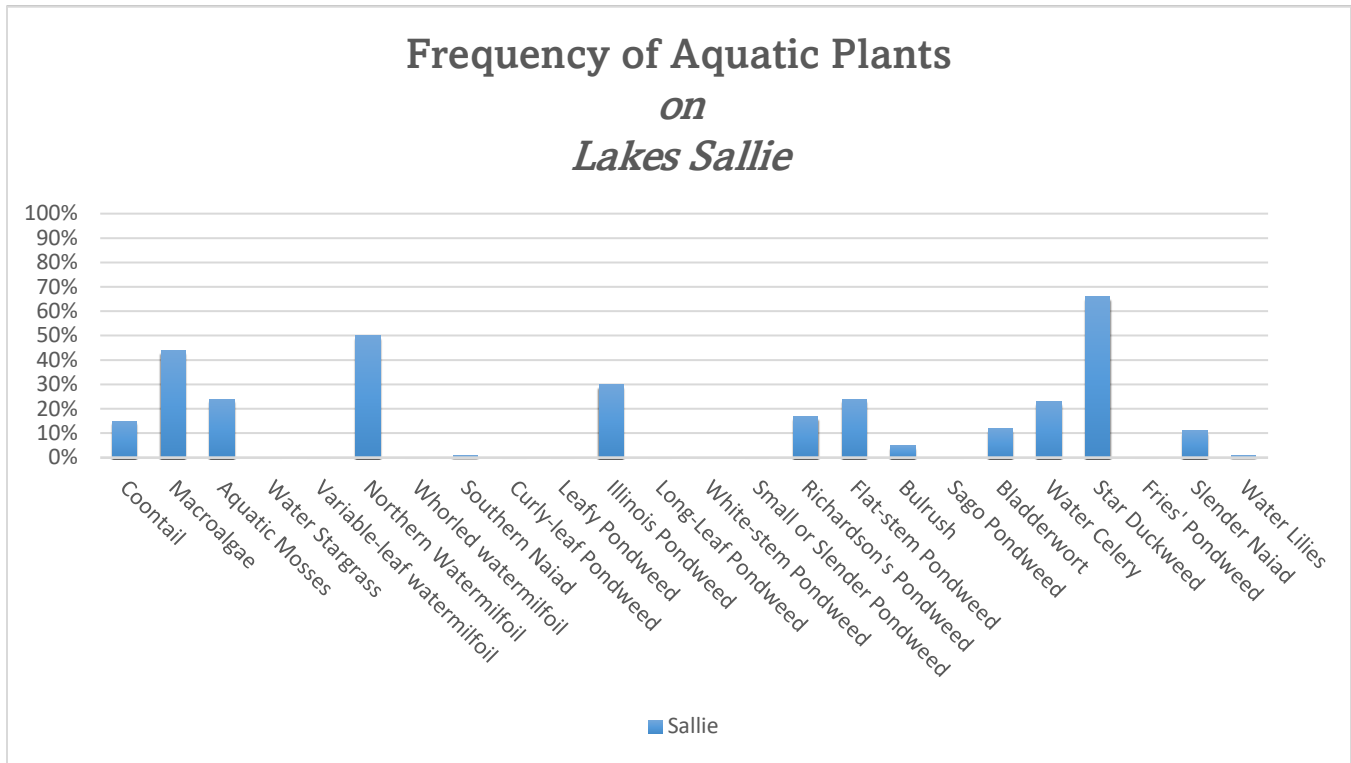 Frequency of Aquatic Plants
on
Lakes Sallie
100%
90%
80%
70%
60%
50%
40%
30%
20%
10%
0%
Coontail
Macroalgae
Aquatic Mosses
Water Stargrass
Variable-leaf watermilfoil
Northern Watermilfoil
Whorled watermilfoil
Southern Naiad
Curly-leaf Pondweed
Leafy Pondweed
Illinois Pondweed
Long-Leaf Pondweed
White-stem Pondweed
Small or Slender Pondweed
Richardson's Pondweed
Flat-stem Pondweed
Bulrush
Sago Pondweed
Bladderwort
Water Celery
Star Duckweed
Fries' Pondweed
Slender Naiad
Water Lilies
Sallie